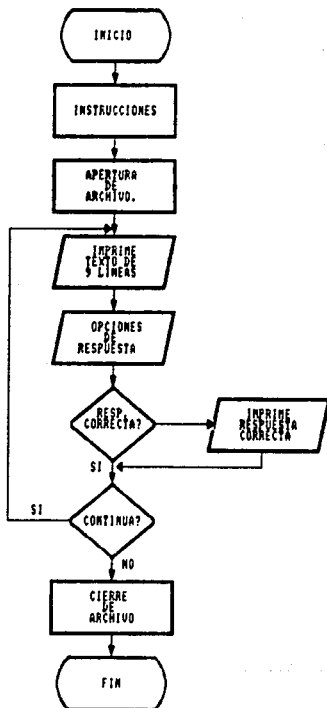 INICIO
INSTRUCCIONES
APERTURA
DE
ARCHIVO.
IMPRIME
TEXTO DE
9 LINEAS
OPCIONES
DE
RESPUESTA
RESP.
CORRECTA?
IMPRIME
RESPUESTA
CORRECTA
SI
SI
CONTINUA?
NO
CIERRE
DE
ARCHIVO
FIN